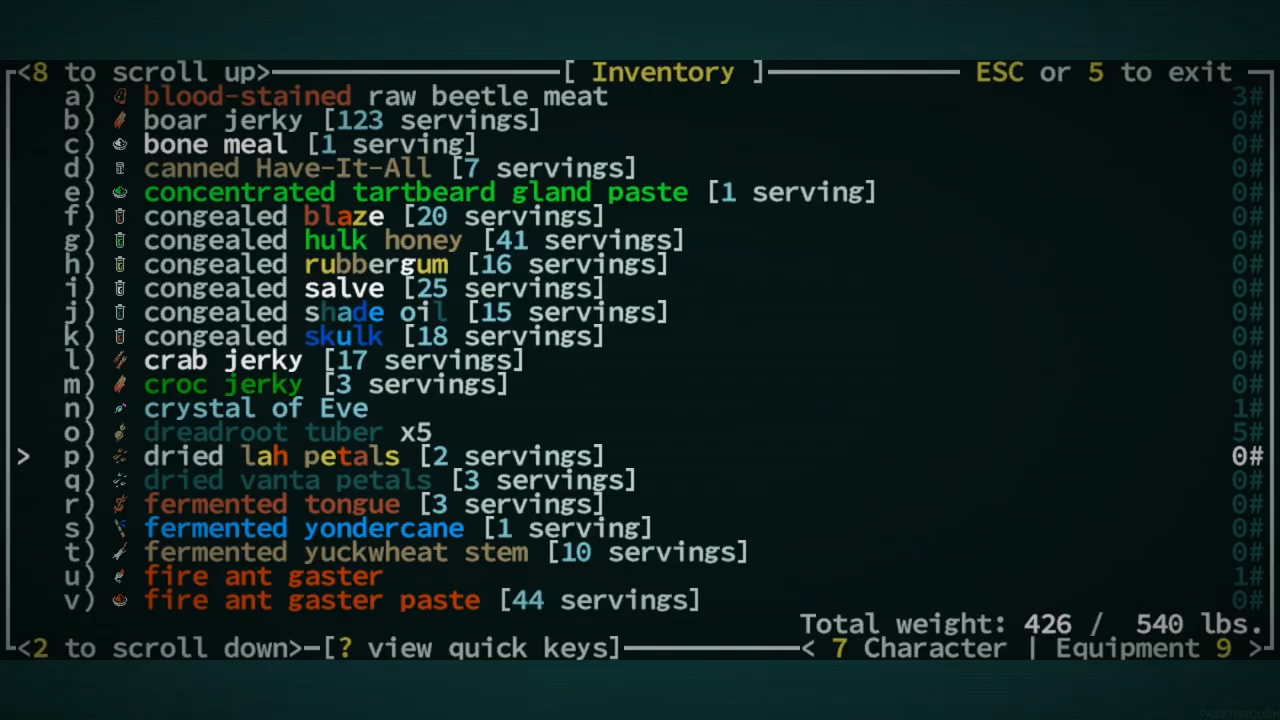 <8 to scroll up> [ Inventory ] ESC or 5 to exit
a) blood-stained raw beetle meat 3#
b) boar jerky [123 servings] 0#
c) bone meal [1 serving] 0#
d) canned Have-It-All [7 servings] 0#
e) concentrated tartbeard gland paste [1 serving] 0#
f) congealed blaze [20 servings] 0#
g) congealed hulk honey [41 servings] 0#
h) congealed rubbergum [16 servings] 0#
i) congealed salve [25 servings] 0#
j) congealed shade oil [15 servings] 0#
k) congealed skulk [18 servings] 0#
l) crab jerky [17 servings] 0#
m) croc jerky [3 servings] 0#
n) crystal of Eve 1#
o) dreadroot tuber x5 5#
> p) dried lah petals [2 servings] 0#
q) dried vanta petals [3 servings] 0#
r) fermented tongue [3 servings] 0#
s) fermented yondercane [1 serving] 0#
t) fermented yuckwheat stem [10 servings] 0#
u) fire ant gaster 1#
v) fire ant gaster paste [44 servings] 0#
Total weight: 426 / 540 lbs.
<2 to scroll down> [? view quick keys] < 7 Character | Equipment 9 >